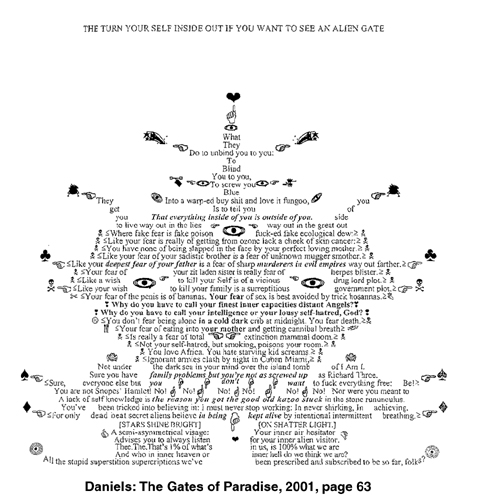 THE TURN YOUR SELF INSIDE OUT IF YOU WANT TO SEE AN ALIEN GATE
What
They
Do to unbind you to you:
To
Blind
You to you,
To screw you
Blue
They Into a warp-ed buy shit and love it fungoo, you
get Is to tell you of
you That everything inside of you is outside of you. side
to live way out in the lies way out in the great out
≤Where fake fear is fake poison fuck-ed fake ecological dew:≥
≤Like your fear is really of getting from ozone lack a cheek of skin cancer:≥
≤You have none of being slapped in the face by your perfect loving mother.≥
≤Like your fear of your sadistic brother is a fear of unknown mugger smother.≥
≤Like your deepest fear of your father is a fear of sharp murderers in evil empires way out farther.≥
≤Your fear of your zit laden sister is really fear of herpes blister.≥
≤Like a wish to kill your Self is of a vicious drug lord plot.≥
≤Like your wish to kill your family is a surreptitious government plot.≥
≤Your fear of the penis is of bananas. Your fear of sex is best avoided by trick hosannas.≥
Why do you have to call your finest inner capacities distant Angels?
Why do you have to call your intelligence or your lousy self-hatred, God?
≤You don't fear being alone in a cold dark crib at midnight. You fear death.≥
≤Your fear of eating into your mother and getting cannibal breath≥
≤Is really a fear of total extinction mammal doom.≥
≤Not your self-hatred, but smoking, poisons your room.≥
You love Africa. You hate starving kid screams.≥
≤Ignorant armies clash by night in Queen Miami,≥
Not under the dark sea in your mind over the island tomb of I Am I.
Sure you have family problems but you're not as screwed up as Richard Three.
≤Sure, everyone else but you don't want to fuck everything free: Be!≥
You are not Snopes' Hamlet! No! No! No! No! No! No! Nor were you meant to
A lack of self knowledge is the reason you got the good old kazoo stuck in the stone runnunculus.
You've been tricked into believing in: I must never stop working: In never shirking, In achieving,
≤For only dead beat secret aliens believe in being kept alive by intentional intermittent breathing.≥
[STARS SHINE BRIGHT] [ON SHATTER LIGHT.]
A semi-asymmetrical visage: Your inner air hesitator
Advises you to always listen for your inner alien visitor.
Thee.The.That's 1% of what's in us, is 100% what we are
And who in inner heaven or inner hell do we think we are?
All the stupid superstition superscriptions we've been prescribed and subscribed to be so far, folks?
Daniels: The Gates of Paradise, 2001, page 63